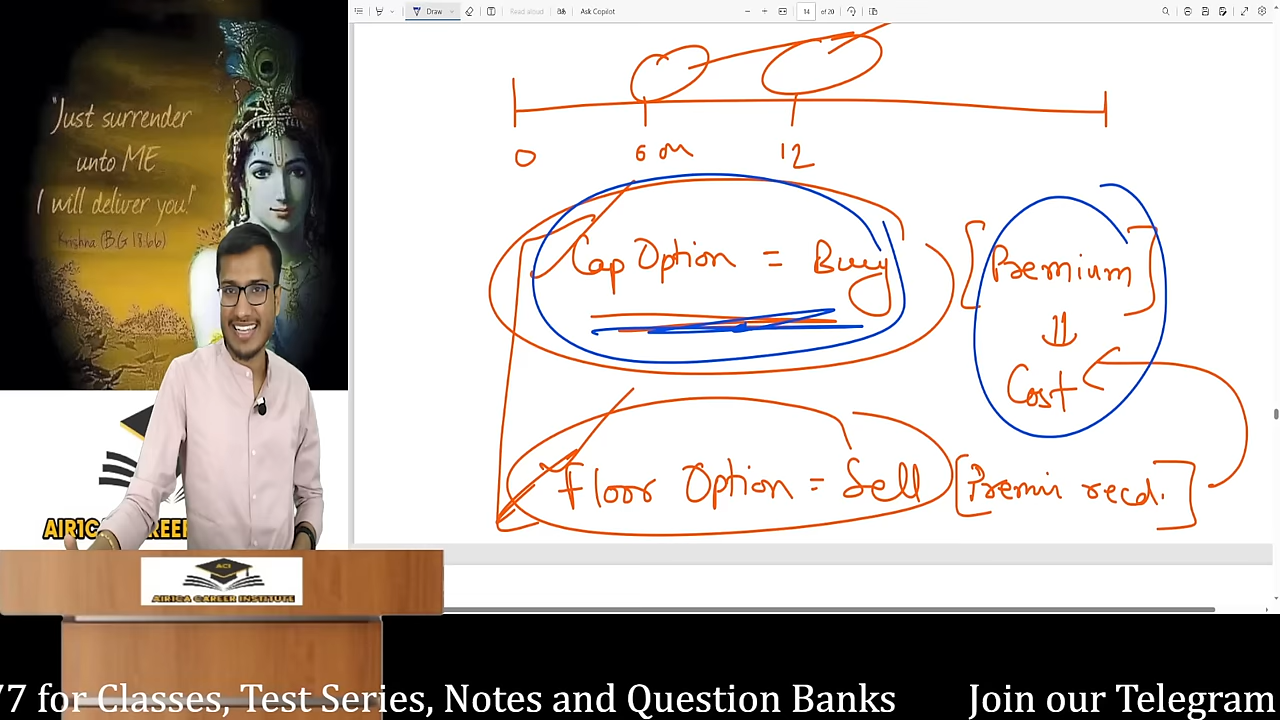 Draw
Read aloud
Ask Copilot
14
of 20
"Just surrender
unto ME
I will deliver you!"
Krishna (B.G 18:66)
0
6 m
12
Cap Option = Buy
[Premium]
⇓
Cost
Floor Option = Sell
[Premiu recd.]
ACI
AIRICA CAREER INSTITUTE
77 for Classes, Test Series, Notes and Question Banks
Join our Telegram